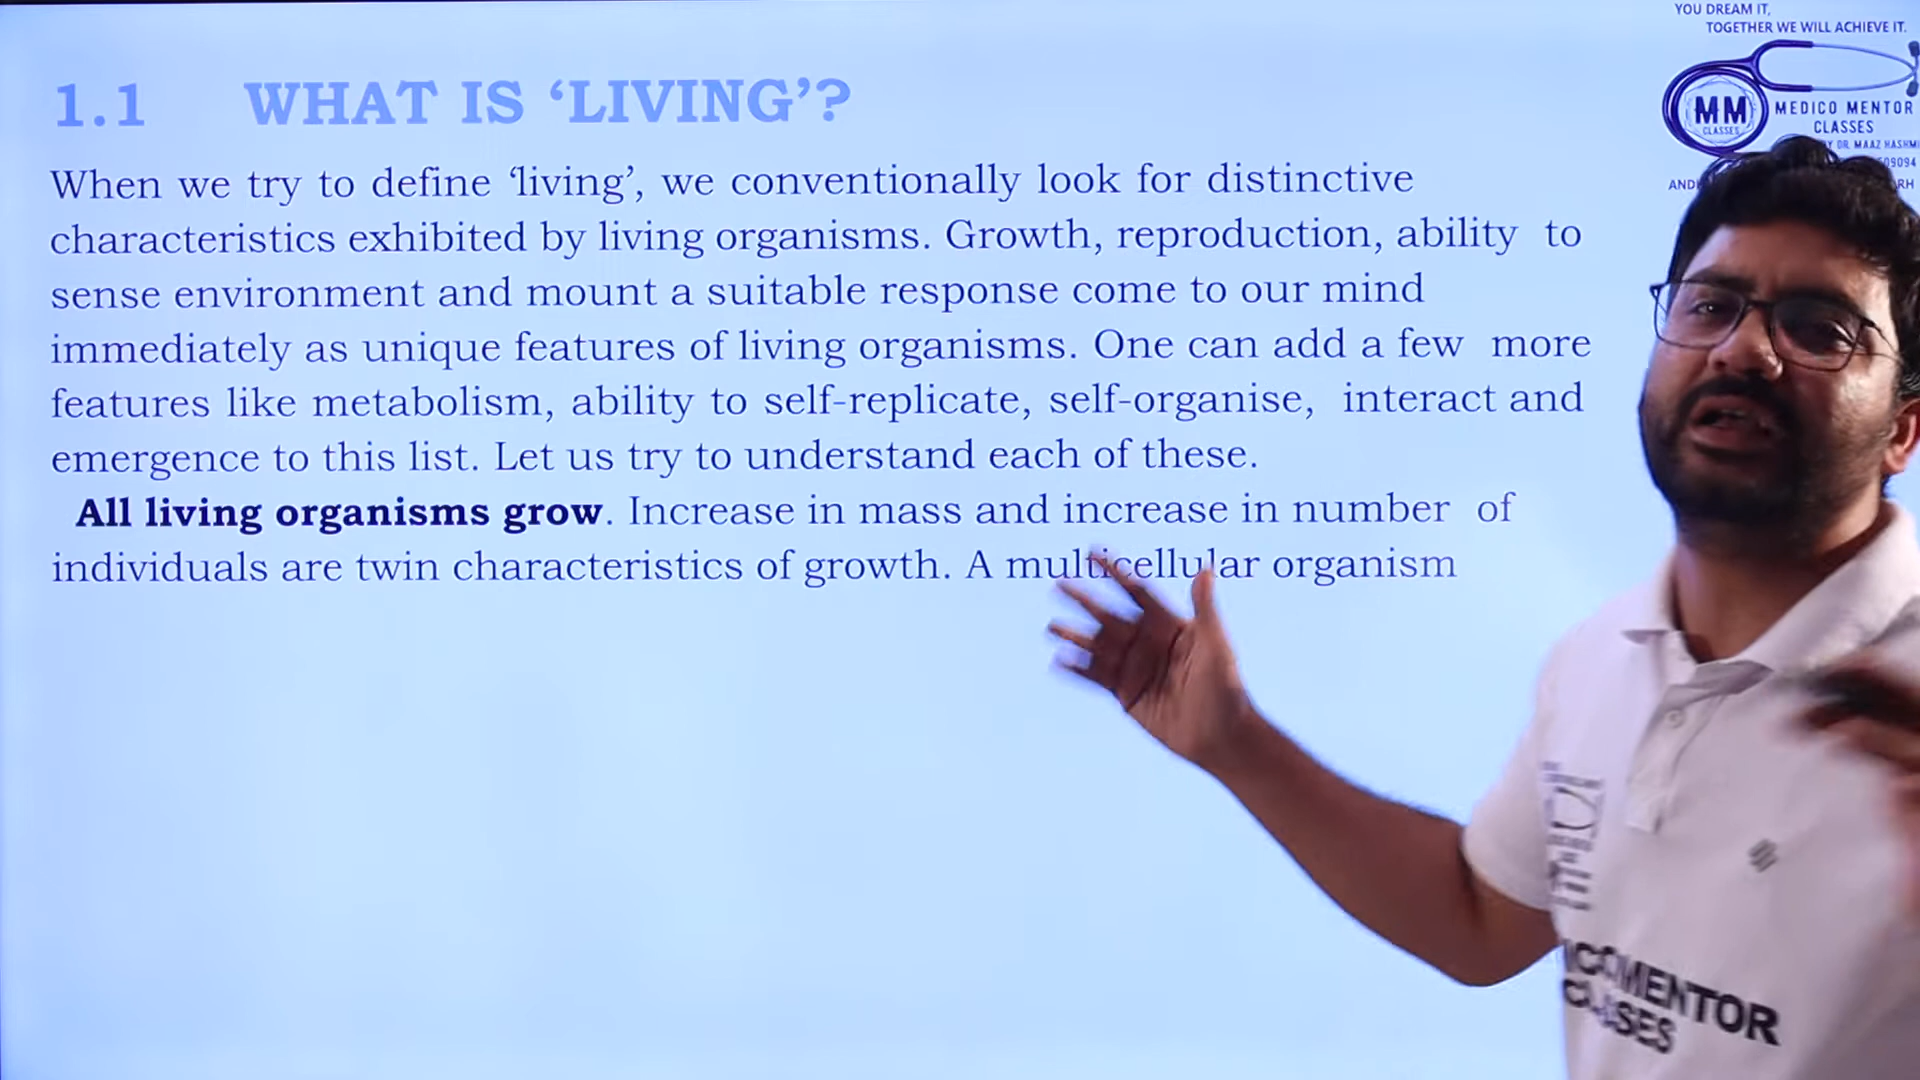 YOU DREAM IT,
TOGETHER WE WILL ACHIEVE IT.
MM
CLASSES
MEDICO MENTOR
CLASSES
BY DR. MAAZ HASHMI
1.1 WHAT IS ‘LIVING’?
When we try to define ‘living’, we conventionally look for distinctive
characteristics exhibited by living organisms. Growth, reproduction, ability to
sense environment and mount a suitable response come to our mind
immediately as unique features of living organisms. One can add a few more
features like metabolism, ability to self-replicate, self-organise, interact and
emergence to this list. Let us try to understand each of these.
All living organisms grow. Increase in mass and increase in number of
individuals are twin characteristics of growth. A multicellular organism
MENTOR